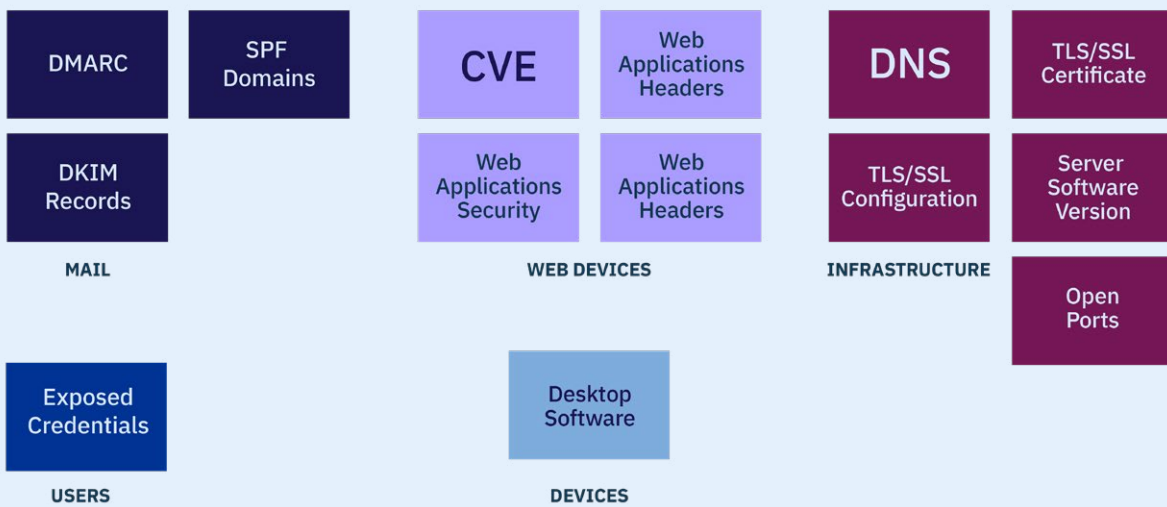 DMARC
SPF
Domains
DKIM
Records
MAIL
CVE
Web
Applications
Headers
Web
Applications
Security
Web
Applications
Headers
WEB DEVICES
DNS
TLS/SSL
Certificate
TLS/SSL
Configuration
Server
Software
Version
INFRASTRUCTURE
Open
Ports
Exposed
Credentials
USERS
Desktop
Software
DEVICES